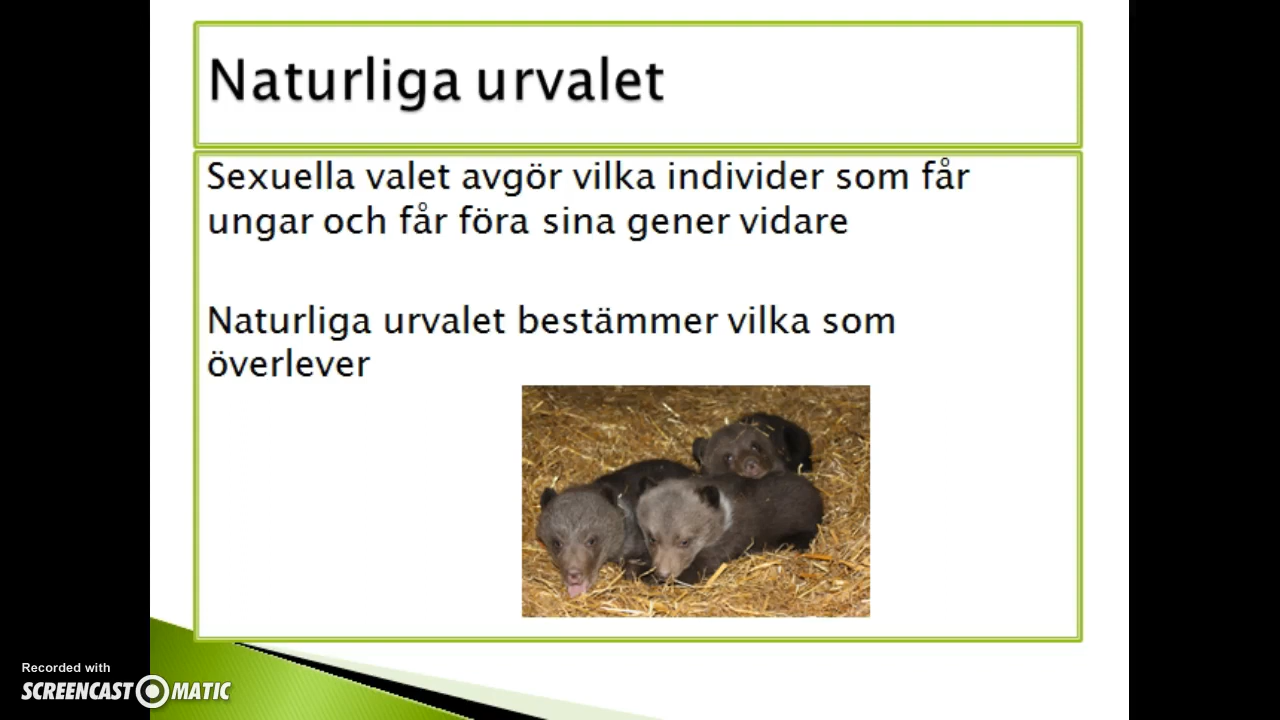 Naturliga urvalet
Sexuella valet avgör vilka individer som får
ungar och får föra sina gener vidare
Naturliga urvalet bestämmer vilka som
överlever
Recorded with
SCREENCAST MATIC